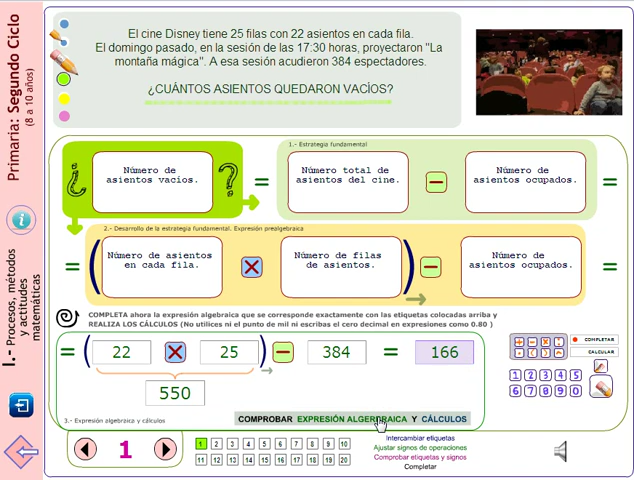 Primaria: Segundo Ciclo
(8 a 10 años)
I.- Procesos, métodos
y actitudes
matemáticas
El cine Disney tiene 25 filas con 22 asientos en cada fila.
El domingo pasado, en la sesión de las 17:30 horas, proyectaron "La
montaña mágica". A esa sesión acudieron 384 espectadores.
¿CUÁNTOS ASIENTOS QUEDARON VACÍOS?
1.- Estrategia fundamental
¿ Número de
asientos vacíos. ? = Número total de
asientos del cine. − Número de
asientos ocupados. =
2.- Desarrollo de la estrategia fundamental. Expresión prealgebraica
= ( Número de asientos
en cada fila. × Número de filas
de asientos. ) − Número de
asientos ocupados. =
COMPLETA ahora la expresión algebraica que se corresponde exactamente con las etiquetas colocadas arriba y
REALIZA LOS CÁLCULOS (No utilices ni el punto de mil ni escribas el cero decimal en expresiones como 0.80 )
= ( 22 × 25 ) − 384 = 166
550
3.- Expresión algebraica y cálculos
COMPROBAR EXPRESIÓN ALGERBRAICA Y CÁLCULOS
COMPLETAR
CALCULAR
1 2 3 4 5
6 7 8 9 0
1
1 2 3 4 5 6 7 8 9 10
11 12 13 14 15 16 17 18 19 20
Intercambiar etiquetas
Ajustar signos de operaciones
Comprobar etiquetas y signos
Completar